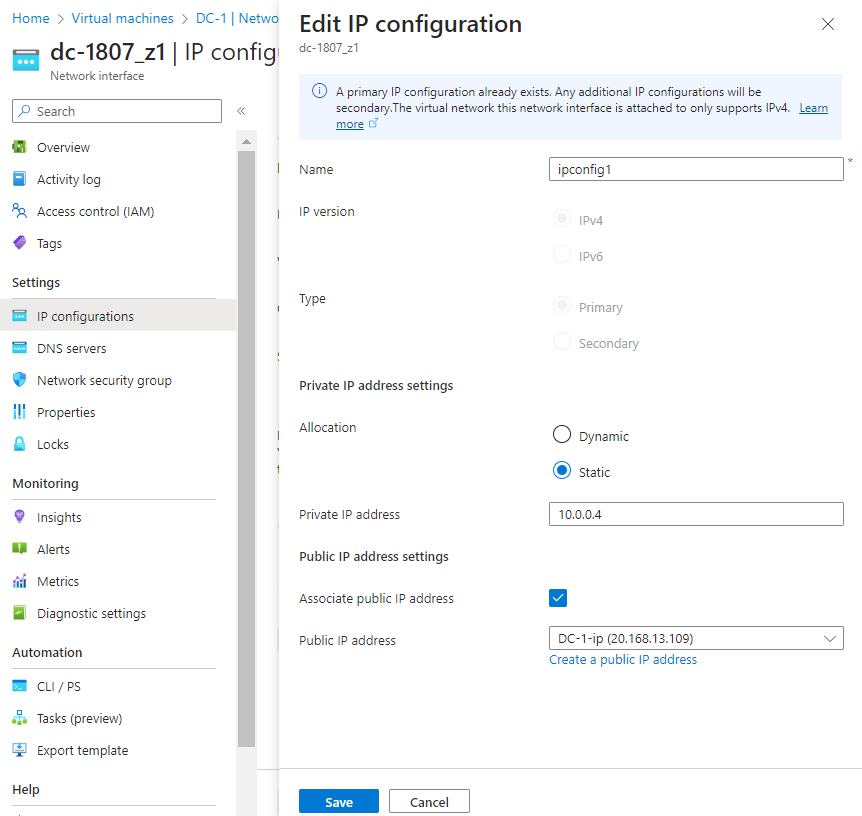 Home > Virtual machines > DC-1 | Netwo
dc-1807_z1 | IP config
Network interface
Search
«
Overview
Activity log
Access control (IAM)
Tags
Settings
IP configurations
DNS servers
Network security group
Properties
Locks
Monitoring
Insights
Alerts
Metrics
Diagnostic settings
Automation
CLI / PS
Tasks (preview)
Export template
Help
Edit IP configuration
dc-1807_z1
A primary IP configuration already exists. Any additional IP configurations will be
secondary.The virtual network this network interface is attached to only supports IPv4. Learn
more
Name
ipconfig1 *
IP version
IPv4
IPv6
Type
Primary
Secondary
Private IP address settings
Allocation
Dynamic
Static
Private IP address
10.0.0.4
Public IP address settings
Associate public IP address
Public IP address
DC-1-ip (20.168.13.109)
Create a public IP address
Save
Cancel